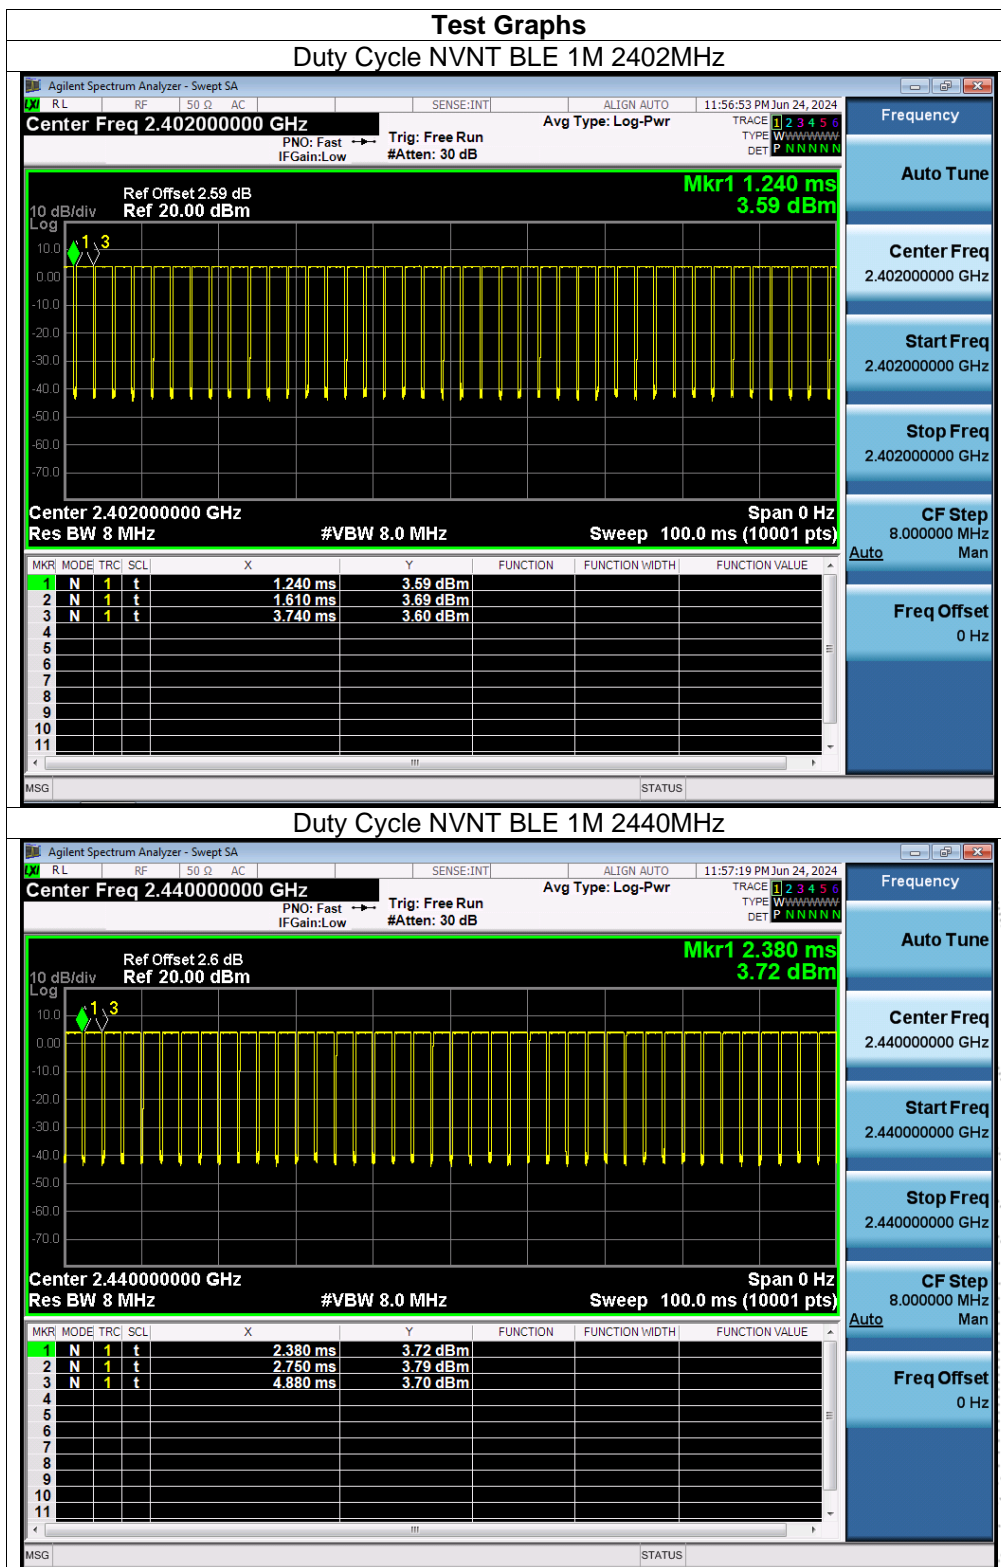 Test Graphs
Duty Cycle NVNT BLE 1M 2402MHz
Agilent Spectrum Analyzer - Swept SA
LXI RL RF 50 Ω AC SENSE:INT ALIGN AUTO 11:56:53 PM Jun 24, 2024
Center Freq 2.402000000 GHz Avg Type: Log-Pwr TRACE 1 2 3 4 5 6
PNO: Fast Trig: Free Run TYPE WWWWWWW
IFGain:Low #Atten: 30 dB DET P N N N N N
Mkr1 1.240 ms
3.59 dBm
Ref Offset 2.59 dB
10 dB/div Ref 20.00 dBm
Log
1 3
10.0
0.00
-10.0
-20.0
-30.0
-40.0
-50.0
-60.0
-70.0
Center 2.402000000 GHz Span 0 Hz
Res BW 8 MHz #VBW 8.0 MHz Sweep 100.0 ms (10001 pts)
MKR MODE TRC SCL X Y FUNCTION FUNCTION WIDTH FUNCTION VALUE
1 N 1 t 1.240 ms 3.59 dBm
2 N 1 t 1.610 ms 3.69 dBm
3 N 1 t 3.740 ms 3.60 dBm
4
5
6
7
8
9
10
11
MSG STATUS
Frequency
Auto Tune
Center Freq
2.402000000 GHz
Start Freq
2.402000000 GHz
Stop Freq
2.402000000 GHz
CF Step
8.000000 MHz
Auto Man
Freq Offset
0 Hz
Duty Cycle NVNT BLE 1M 2440MHz
Agilent Spectrum Analyzer - Swept SA
LXI RL RF 50 Ω AC SENSE:INT ALIGN AUTO 11:57:19 PM Jun 24, 2024
Center Freq 2.440000000 GHz Avg Type: Log-Pwr TRACE 1 2 3 4 5 6
PNO: Fast Trig: Free Run TYPE WWWWWWW
IFGain:Low #Atten: 30 dB DET P N N N N N
Mkr1 2.380 ms
3.72 dBm
Ref Offset 2.6 dB
10 dB/div Ref 20.00 dBm
Log
1 3
10.0
0.00
-10.0
-20.0
-30.0
-40.0
-50.0
-60.0
-70.0
Center 2.440000000 GHz Span 0 Hz
Res BW 8 MHz #VBW 8.0 MHz Sweep 100.0 ms (10001 pts)
MKR MODE TRC SCL X Y FUNCTION FUNCTION WIDTH FUNCTION VALUE
1 N 1 t 2.380 ms 3.72 dBm
2 N 1 t 2.750 ms 3.79 dBm
3 N 1 t 4.880 ms 3.70 dBm
4
5
6
7
8
9
10
11
MSG STATUS
Frequency
Auto Tune
Center Freq
2.440000000 GHz
Start Freq
2.440000000 GHz
Stop Freq
2.440000000 GHz
CF Step
8.000000 MHz
Auto Man
Freq Offset
0 Hz